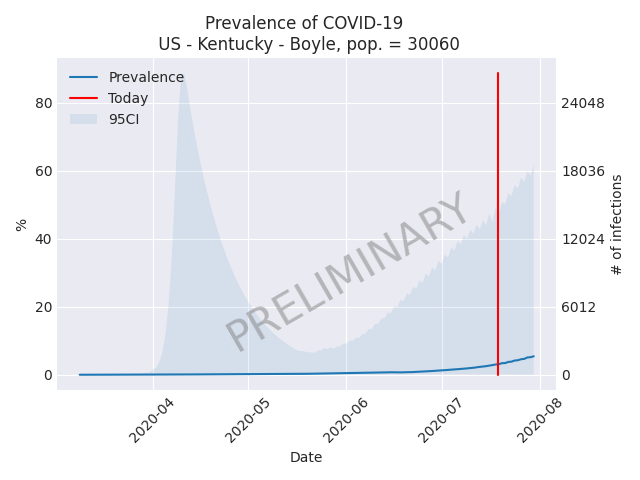 Prevalence of COVID-19
US - Kentucky - Boyle, pop. = 30060
Prevalence
Today
95CI
80
60
40
20
0
%
24048
18036
12024
6012
0
# of infections
PRELIMINARY
2020-04
2020-05
2020-06
2020-07
2020-08
Date